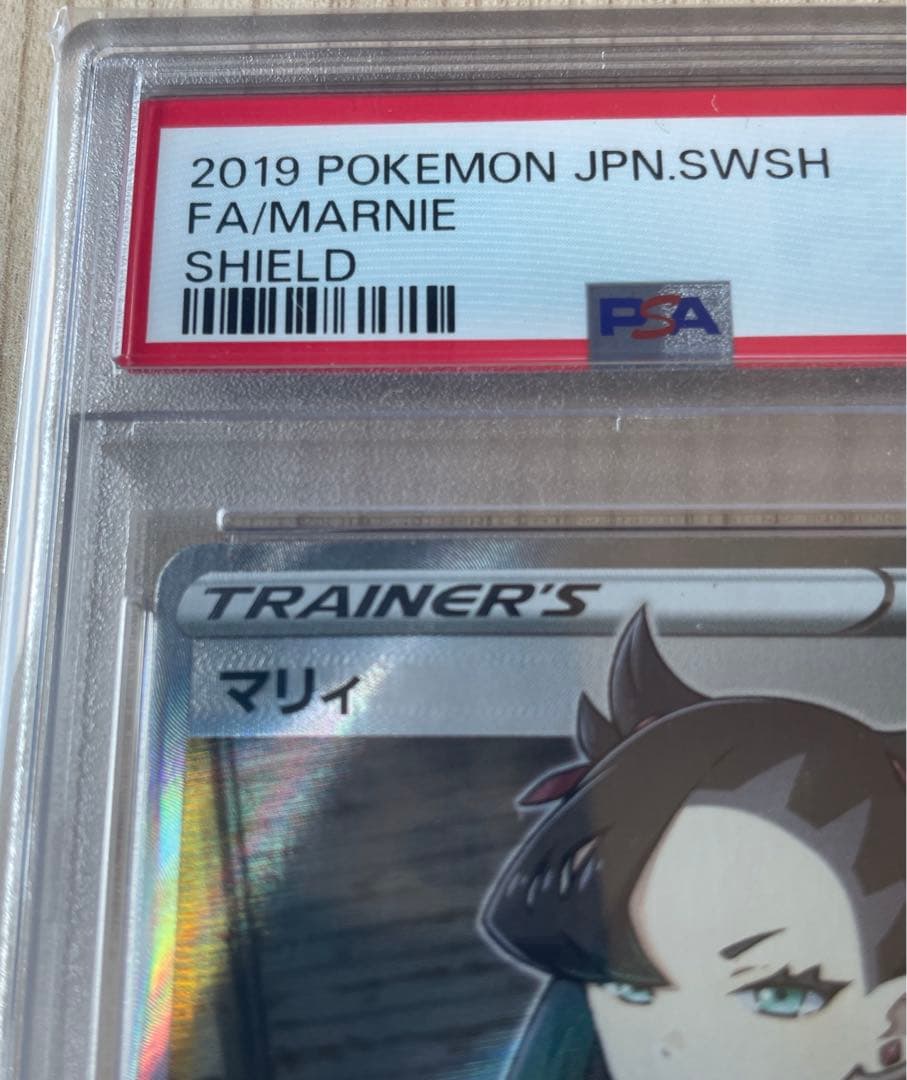 2019 POKEMON JPN.SWSH
FA/MARNIE
SHIELD
PSA
TRAINER'S
マリィ